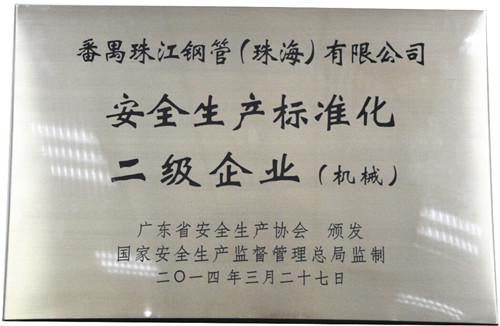 番禺珠江钢管(珠海)有限公司
安全生产标准化
二级企业(机械)
广东省安全生产协会 颁发
国家安全生产监督管理总局监制
二〇一四年三月二十七日